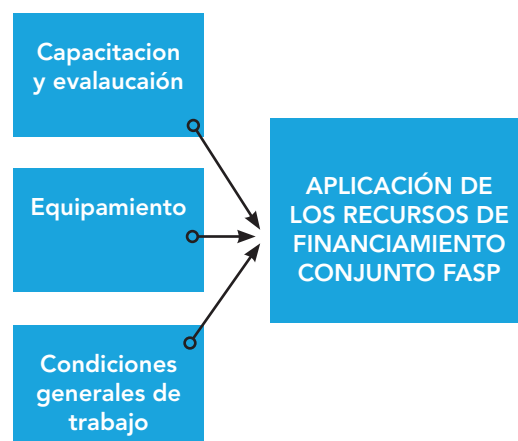 Capacitacion
y evalaucaión
Equipamiento
Condiciones
generales de
trabajo
APLICACIÓN DE
LOS RECURSOS DE
FINANCIAMIENTO
CONJUNTO FASP